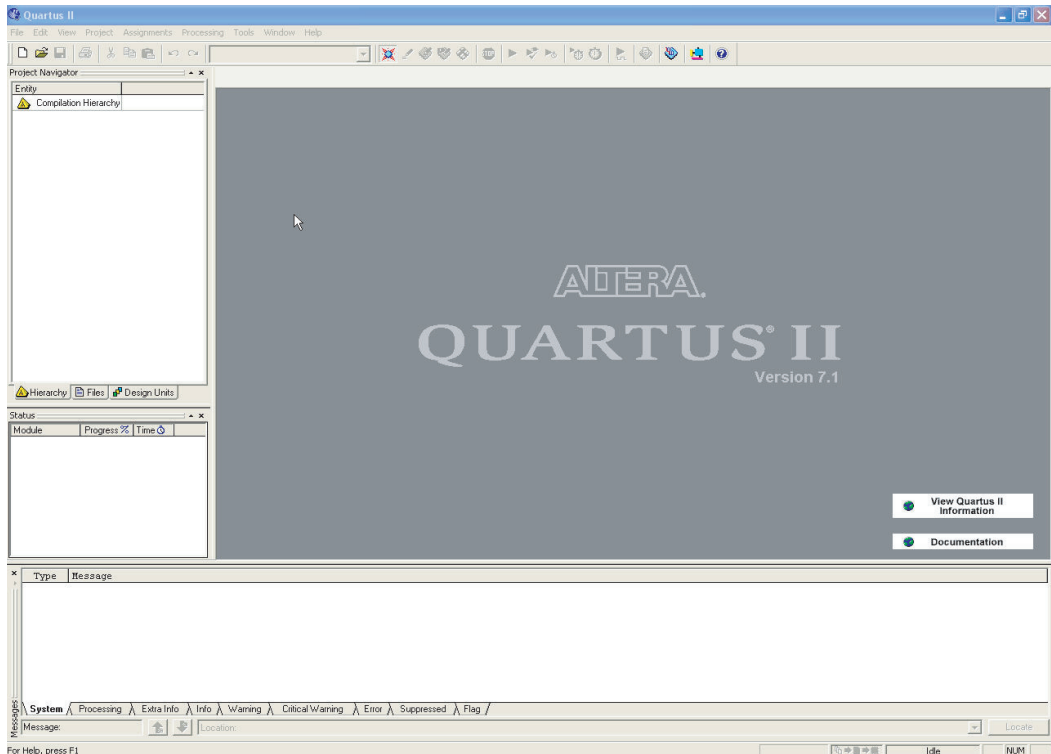 Quartus II
File Edit View Project Assignments Processing Tools Window Help
Project Navigator
Entity
Compilation Hierarchy
Hierarchy Files Design Units
Status
Module Progress % Time
ALTERA.
QUARTUS® II
Version 7.1
View Quartus II
Information
Documentation
Type Message
System Processing Extra Info Info Warning Critical Warning Error Suppressed Flag
Messages
Message: Location: Locate
For Help, press F1 Idle NUM